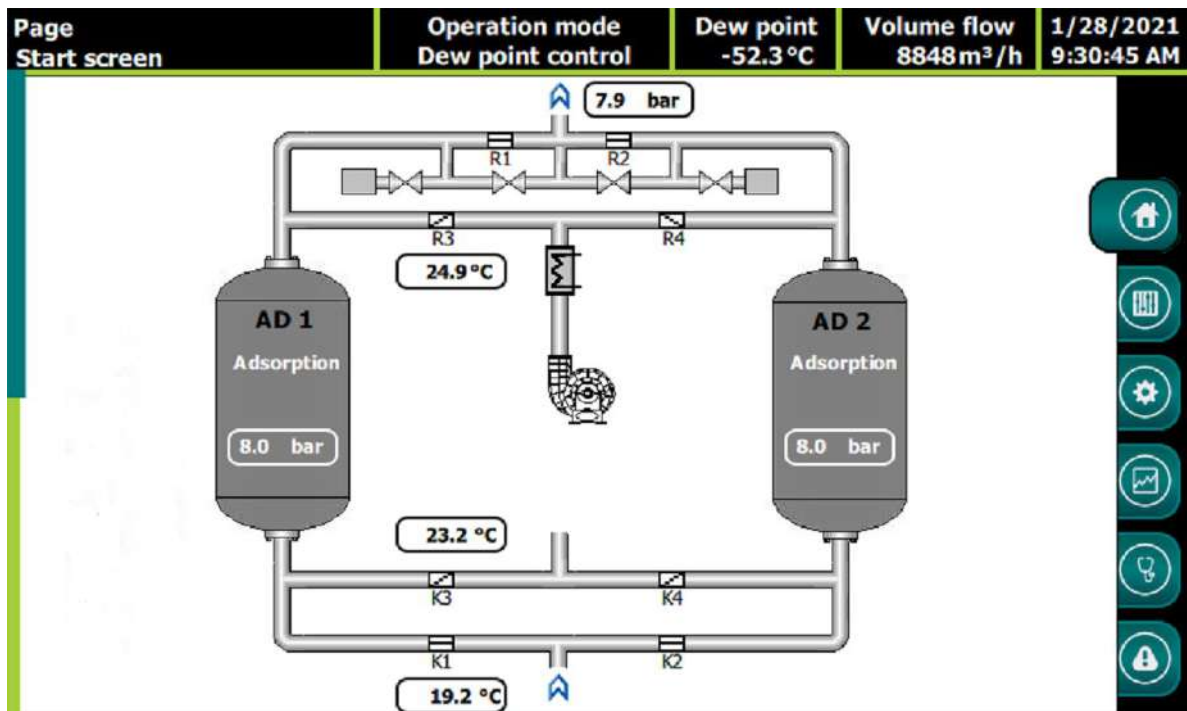 Page
Start screen
Operation mode
Dew point control
Dew point
-52.3°C
Volume flow
8848m³/h
1/28/2021
9:30:45 AM
7.9 bar
R1
R2
R3
R4
24.9°C
AD 1
Adsorption
8.0 bar
AD 2
Adsorption
8.0 bar
23.2 °C
K3
K4
K1
K2
19.2 °C